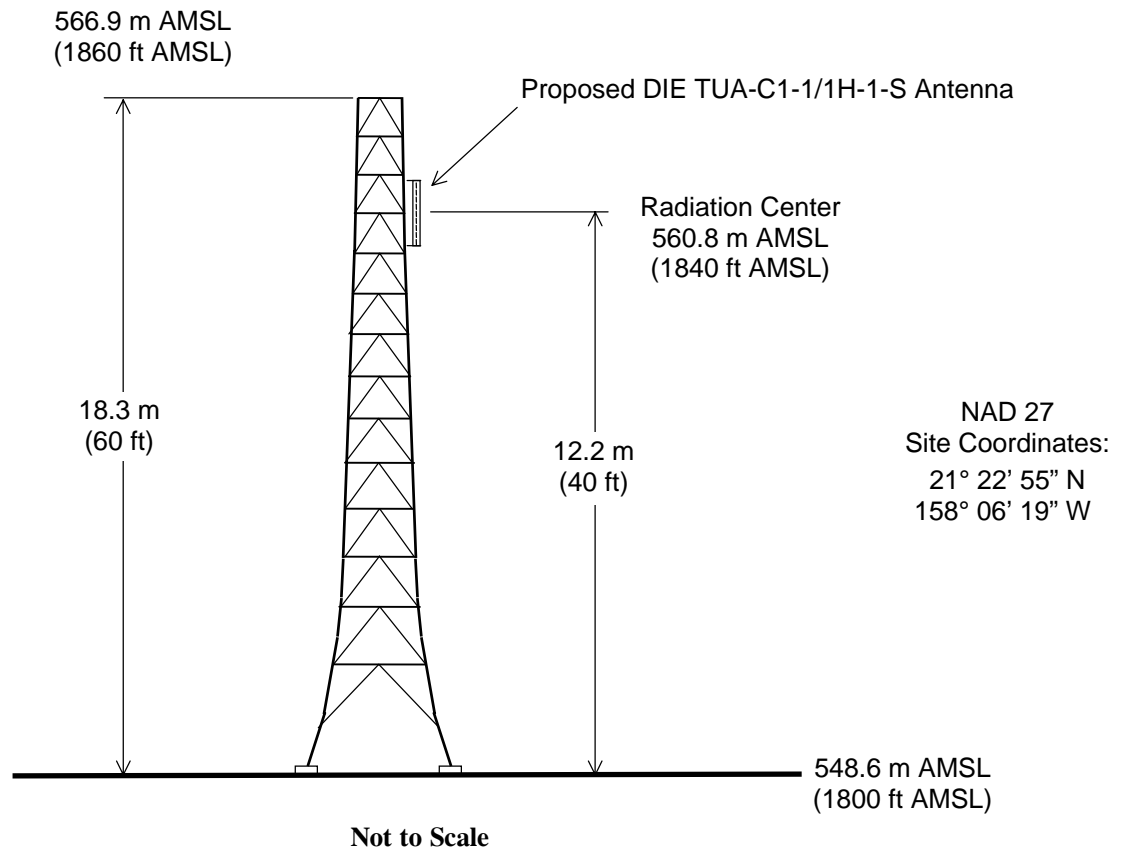 566.9 m AMSL
(1860 ft AMSL)
Proposed DIE TUA-C1-1/1H-1-S Antenna
Radiation Center
560.8 m AMSL
(1840 ft AMSL)
18.3 m
(60 ft)
12.2 m
(40 ft)
NAD 27
Site Coordinates:
21° 22’ 55” N
158° 06’ 19” W
548.6 m AMSL
(1800 ft AMSL)
Not to Scale